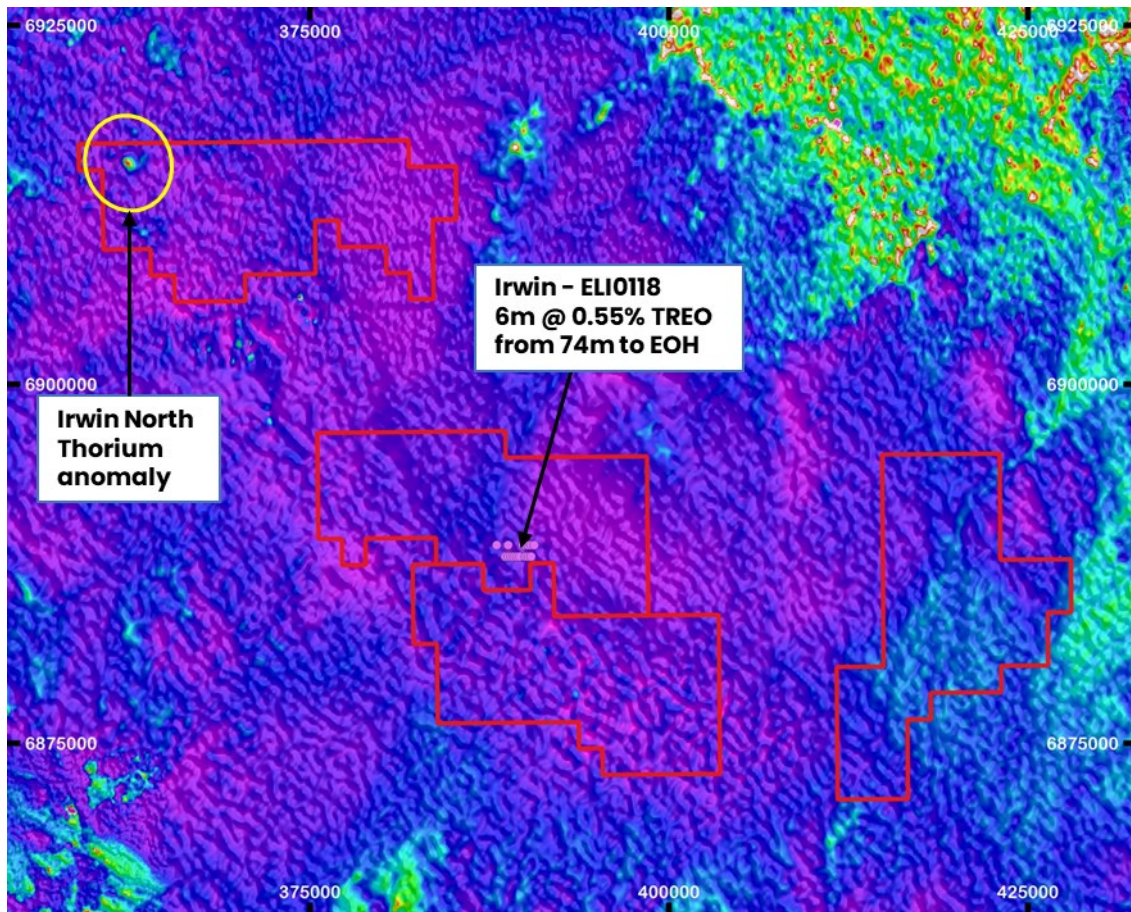 6925000
375000
400000
425000
6925000
Irwin - ELI0118
6m @ 0.55% TREO
from 74m to EOH
6900000
6900000
Irwin North
Thorium
anomaly
6875000
6875000
375000
400000
425000